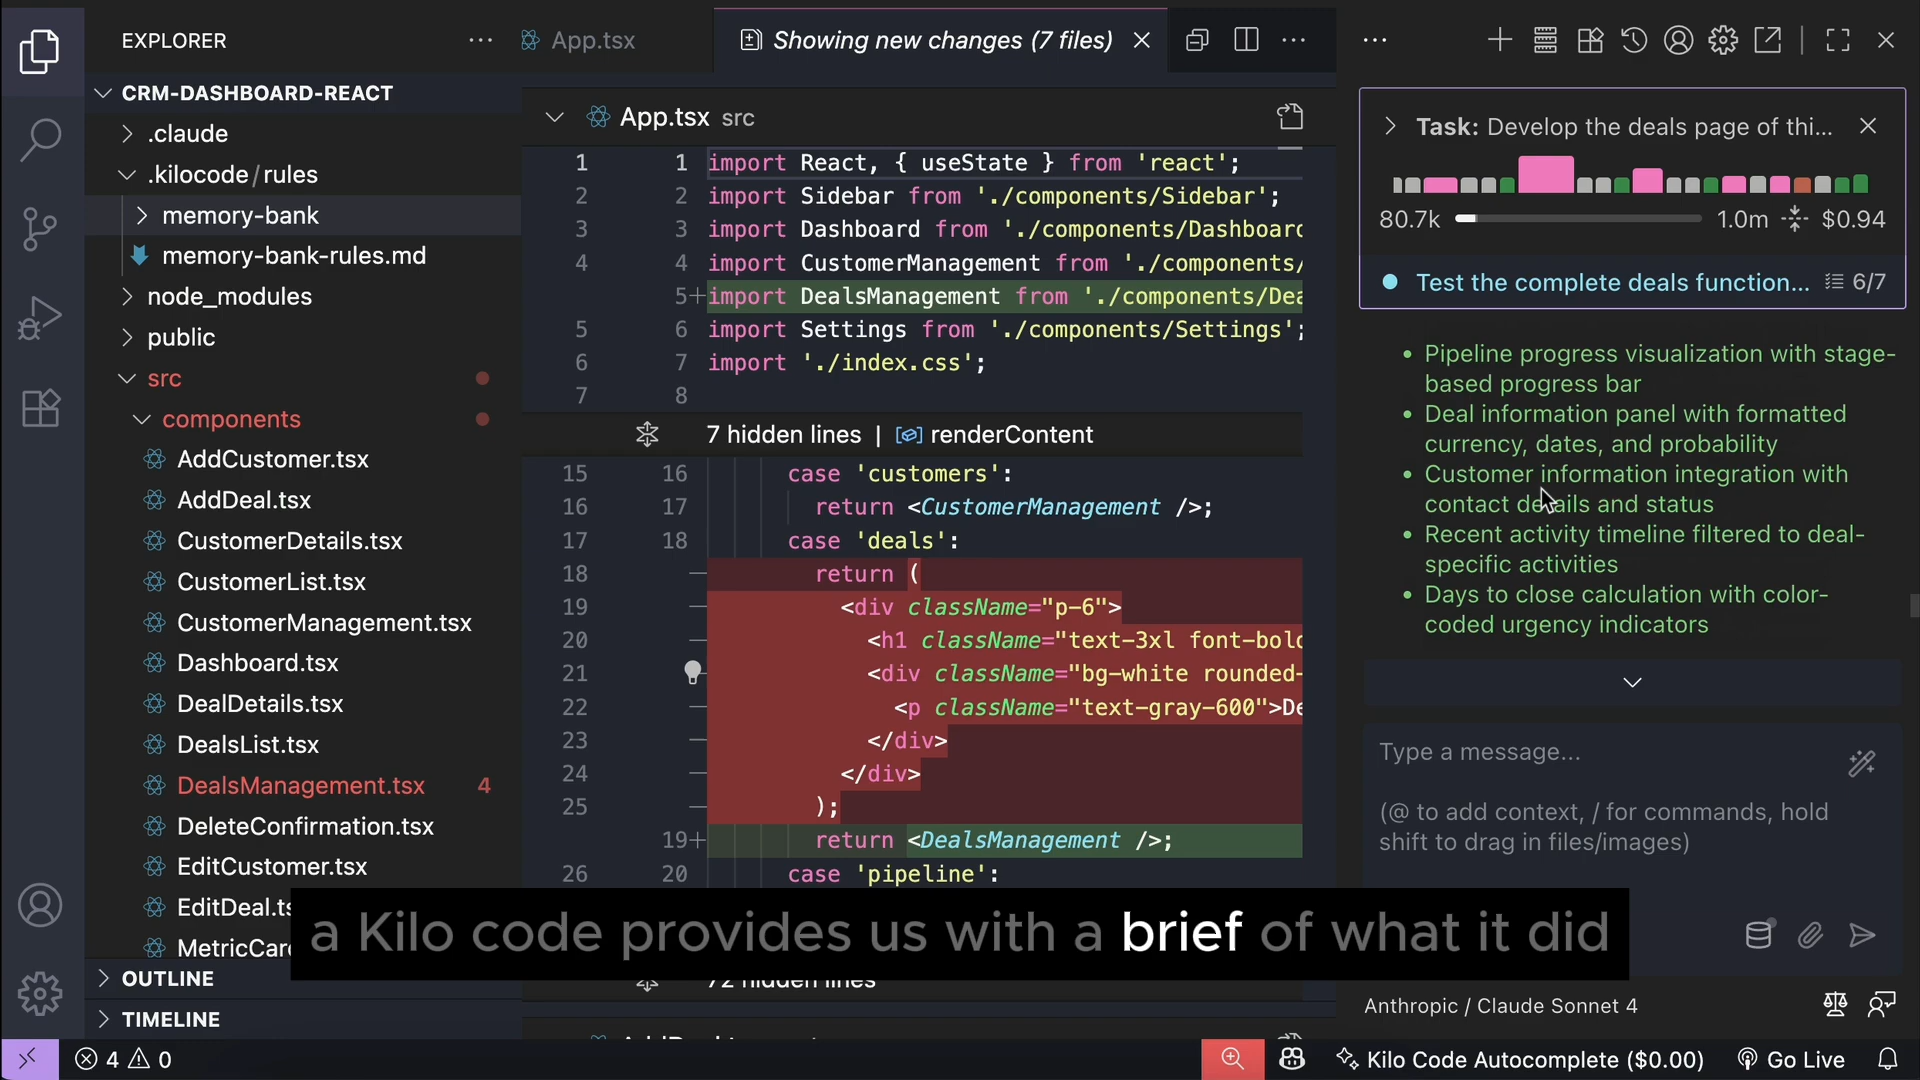 EXPLORER
CRM-DASHBOARD-REACT
.claude
.kilocode/rules
memory-bank
memory-bank-rules.md
node_modules
public
src
components
AddCustomer.tsx
AddDeal.tsx
CustomerDetails.tsx
CustomerList.tsx
CustomerManagement.tsx
Dashboard.tsx
DealDetails.tsx
DealsList.tsx
DealsManagement.tsx 4
DeleteConfirmation.tsx
EditCustomer.tsx
EditDeal.ts
MetricCar
OUTLINE
TIMELINE
App.tsx
Showing new changes (7 files)
App.tsx src
1 1 import React, { useState } from 'react';
2 2 import Sidebar from './components/Sidebar';
3 3 import Dashboard from './components/Dashboard
4 4 import CustomerManagement from './components/
5+ import DealsManagement from './components/Dea
5 6 import Settings from './components/Settings';
6 7 import './index.css';
7 8
7 hidden lines | renderContent
15 16 case 'customers':
16 17 return <CustomerManagement />;
17 18 case 'deals':
18 — return (
19 — <div className="p-6">
20 — <h1 className="text-3xl font-bold
21 — <div className="bg-white rounded-
22 — <p className="text-gray-600">De
23 — </div>
24 — </div>
25 — );
19+ return <DealsManagement />;
26 20 case 'pipeline':
72 hidden lines
Task: Develop the deals page of thi...
80.7k 1.0m $0.94
Test the complete deals function... 6/7
• Pipeline progress visualization with stage-
based progress bar
• Deal information panel with formatted
currency, dates, and probability
• Customer information integration with
contact details and status
• Recent activity timeline filtered to deal-
specific activities
• Days to close calculation with color-
coded urgency indicators
Type a message...
(@ to add context, / for commands, hold
shift to drag in files/images)
Anthropic / Claude Sonnet 4
a Kilo code provides us with a brief of what it did
4 0
Kilo Code Autocomplete ($0.00)
Go Live